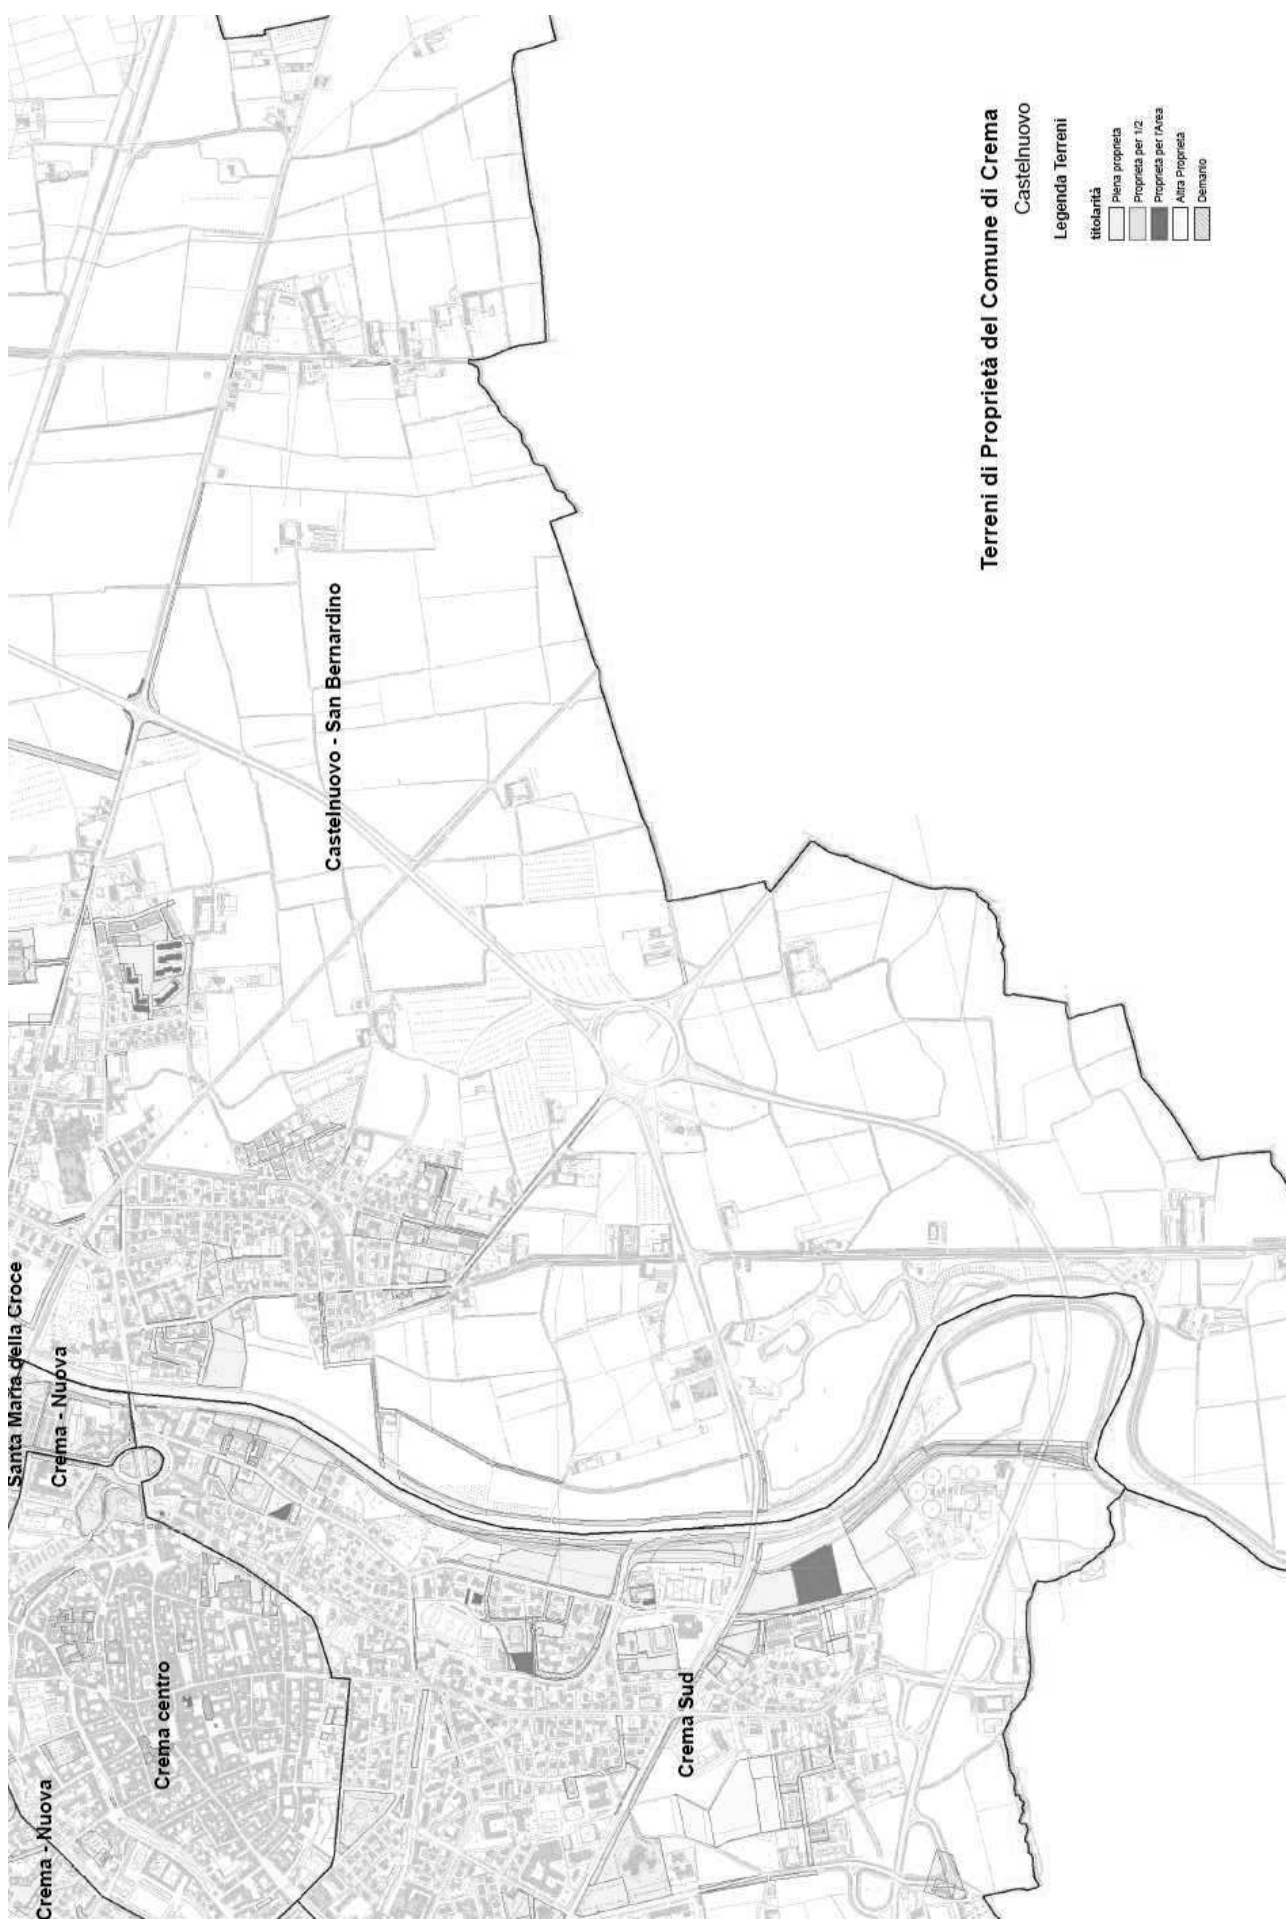 Terreni di Proprietà del Comune di Crema
Castelnuovo
Legenda Terreni
titolarità
Piena proprietà
Proprietà per 1/2
Proprietà per l'Area
Altra Proprietà
Demanio
Santa Maria della Croce
Crema - Nuova
Castelnuovo - San Bernardino
Crema - Nuova
Crema centro
Crema Sud